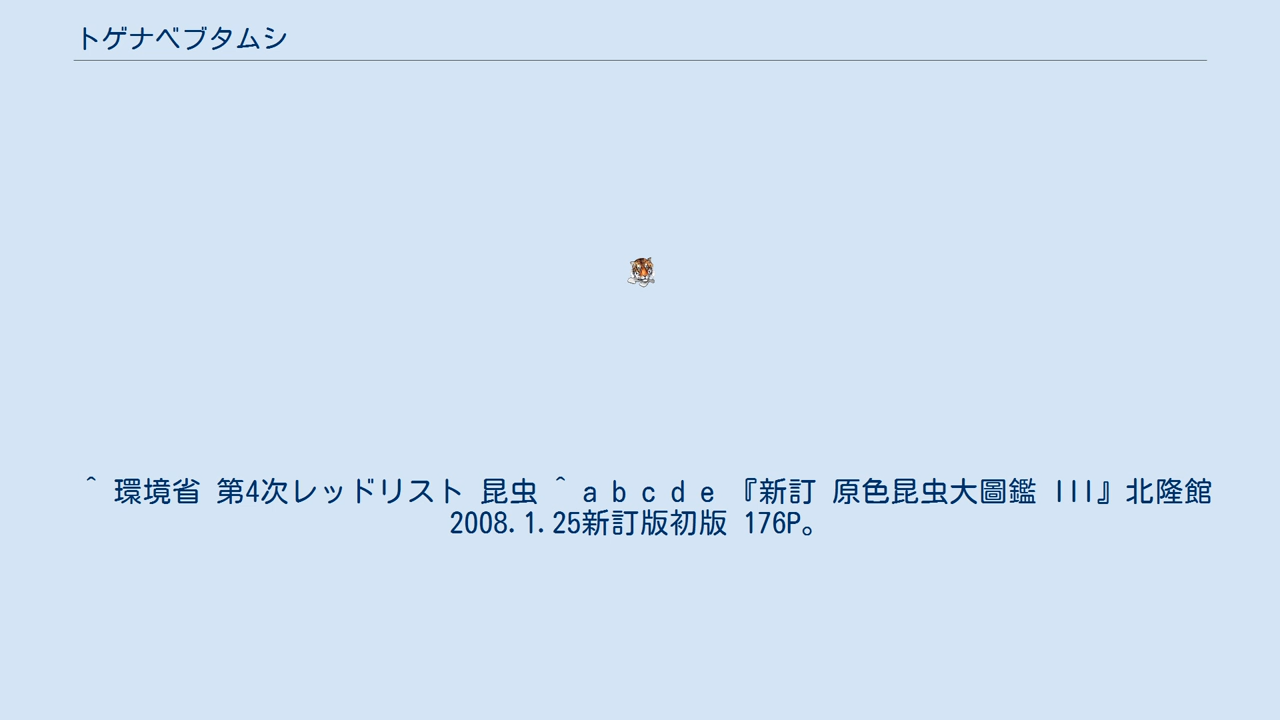 トゲナベブタムシ
^ 環境省 第4次レッドリスト 昆虫 ^ a b c d e 『新訂 原色昆虫大圖鑑 III』北隆館
2008.1.25新訂版初版 176P。